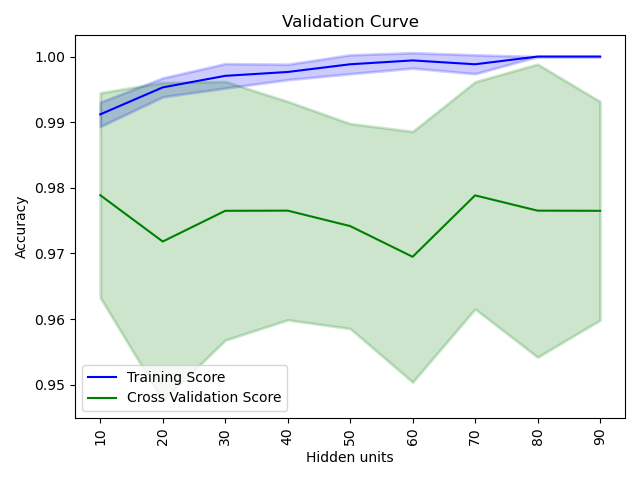 Validation Curve
1.00
0.99
0.98
0.97
0.96
0.95
Accuracy
Training Score
Cross Validation Score
10 20 30 40 50 60 70 80 90
Hidden units